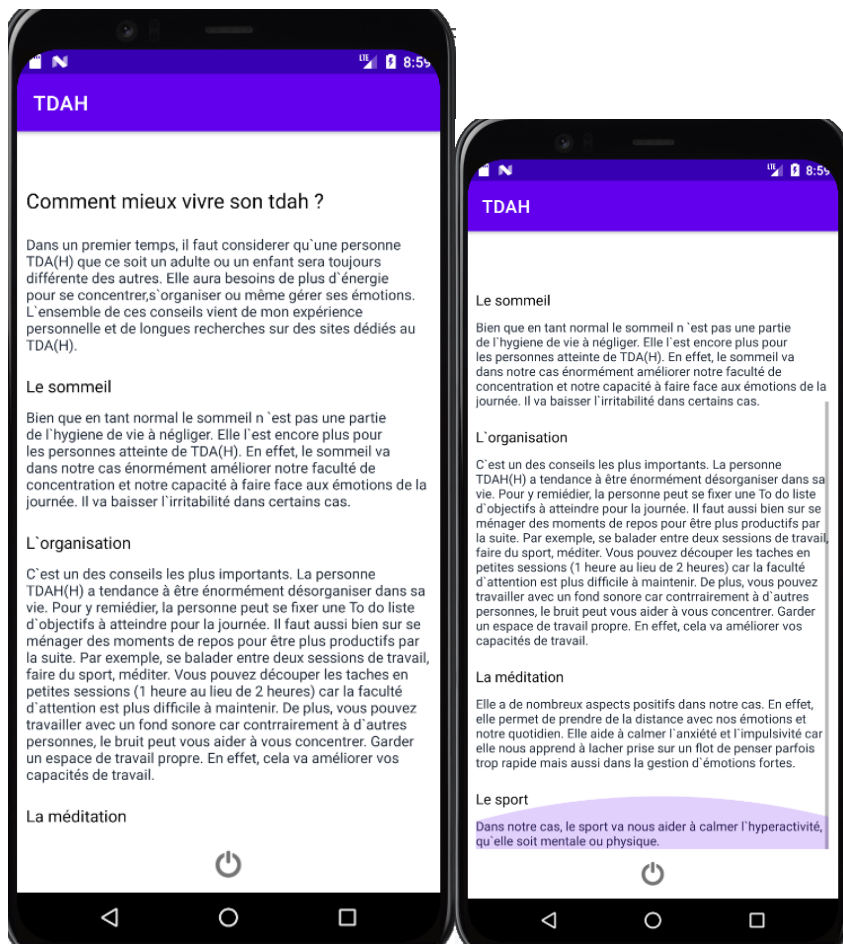 LTE 8:59
TDAH
Comment mieux vivre son tdah ?
Dans un premier temps, il faut considerer qu`une personne
TDA(H) que ce soit un adulte ou un enfant sera toujours
différente des autres. Elle aura besoins de plus d`énergie
pour se concentrer,s`organiser ou même gérer ses émotions.
L`ensemble de ces conseils vient de mon expérience
personnelle et de longues recherches sur des sites dédiés au
TDA(H).
Le sommeil
Bien que en tant normal le sommeil n `est pas une partie
de l`hygiene de vie à négliger. Elle l`est encore plus pour
les personnes atteinte de TDA(H). En effet, le sommeil va
dans notre cas énormément améliorer notre faculté de
concentration et notre capacité à faire face aux émotions de la
journée. Il va baisser l`irritabilité dans certains cas.
L`organisation
C`est un des conseils les plus importants. La personne
TDAH(H) a tendance à être énormément désorganiser dans sa
vie. Pour y remiédier, la personne peut se fixer une To do liste
d`objectifs à atteindre pour la journée. Il faut aussi bien sur se
ménager des moments de repos pour être plus productifs par
la suite. Par exemple, se balader entre deux sessions de travail,
faire du sport, méditer. Vous pouvez découper les taches en
petites sessions (1 heure au lieu de 2 heures) car la faculté
d`attention est plus difficile à maintenir. De plus, vous pouvez
travailler avec un fond sonore car contrrairement à d`autres
personnes, le bruit peut vous aider à vous concentrer. Garder
un espace de travail propre. En effet, cela va améliorer vos
capacités de travail.
La méditation
LTE 8:59
TDAH
Le sommeil
Bien que en tant normal le sommeil n `est pas une partie
de l`hygiene de vie à négliger. Elle l`est encore plus pour
les personnes atteinte de TDA(H). En effet, le sommeil va
dans notre cas énormément améliorer notre faculté de
concentration et notre capacité à faire face aux émotions de la
journée. Il va baisser l`irritabilité dans certains cas.
L`organisation
C`est un des conseils les plus importants. La personne
TDAH(H) a tendance à être énormément désorganiser dans sa
vie. Pour y remiédier, la personne peut se fixer une To do liste
d`objectifs à atteindre pour la journée. Il faut aussi bien sur se
ménager des moments de repos pour être plus productifs par
la suite. Par exemple, se balader entre deux sessions de travail,
faire du sport, méditer. Vous pouvez découper les taches en
petites sessions (1 heure au lieu de 2 heures) car la faculté
d`attention est plus difficile à maintenir. De plus, vous pouvez
travailler avec un fond sonore car contrrairement à d`autres
personnes, le bruit peut vous aider à vous concentrer. Garder
un espace de travail propre. En effet, cela va améliorer vos
capacités de travail.
La méditation
Elle a de nombreux aspects positifs dans notre cas. En effet,
elle permet de prendre de la distance avec nos émotions et
notre quotidien. Elle aide à calmer l`anxiété et l`impulsivité car
elle nous apprend à lacher prise sur un flot de penser parfois
trop rapide mais aussi dans la gestion d`émotions fortes.
Le sport
Dans notre cas, le sport va nous aider à calmer l`hyperactivité,
qu`elle soit mentale ou physique.